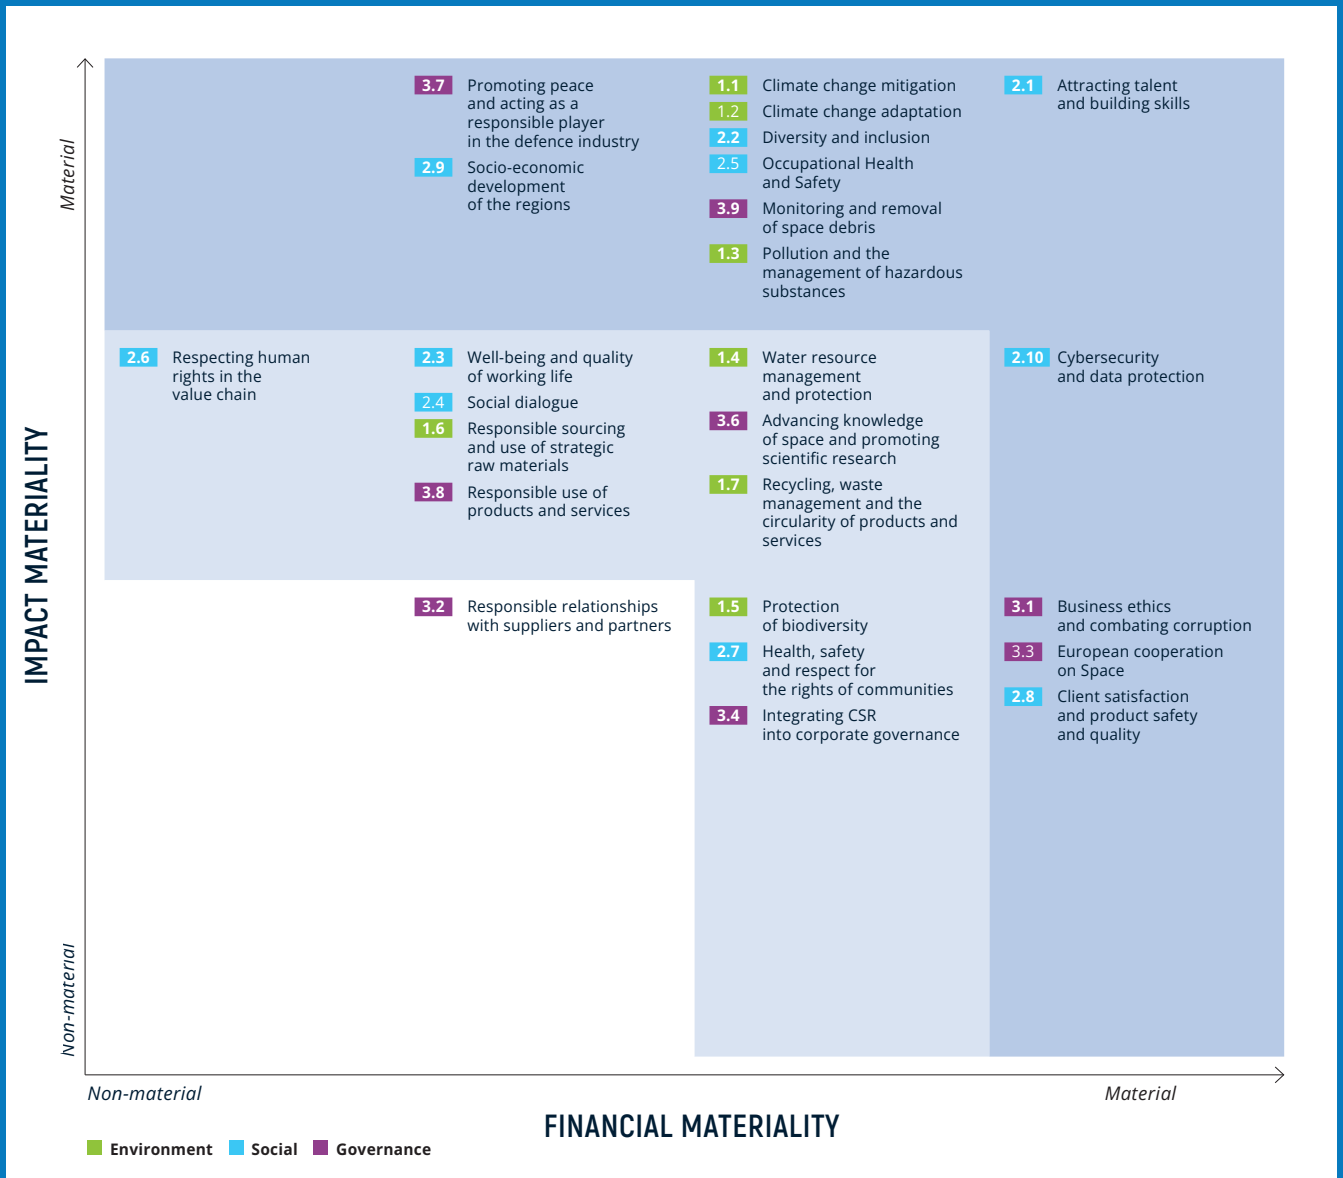 3.7 Promoting peace
and acting as a
responsible player
in the defence industry
2.9 Socio-economic
development
of the regions
1.1 Climate change mitigation
1.2 Climate change adaptation
2.2 Diversity and inclusion
2.5 Occupational Health
and Safety
3.9 Monitoring and removal
of space debris
1.3 Pollution and the
management of hazardous
substances
2.1 Attracting talent
and building skills
2.6 Respecting human
rights in the
value chain
2.3 Well-being and quality
of working life
2.4 Social dialogue
1.6 Responsible sourcing
and use of strategic
raw materials
3.8 Responsible use of
products and services
1.4 Water resource
management
and protection
3.6 Advancing knowledge
of space and promoting
scientific research
1.7 Recycling, waste
management and the
circularity of products and
services
2.10 Cybersecurity
and data protection
3.2 Responsible relationships
with suppliers and partners
1.5 Protection
of biodiversity
2.7 Health, safety
and respect for
the rights of communities
3.4 Integrating CSR
into corporate governance
3.1 Business ethics
and combating corruption
3.3 European cooperation
on Space
2.8 Client satisfaction
and product safety
and quality
Material
IMPACT MATERIALITY
Non-material
Non-material
Material
FINANCIAL MATERIALITY
Environment Social Governance